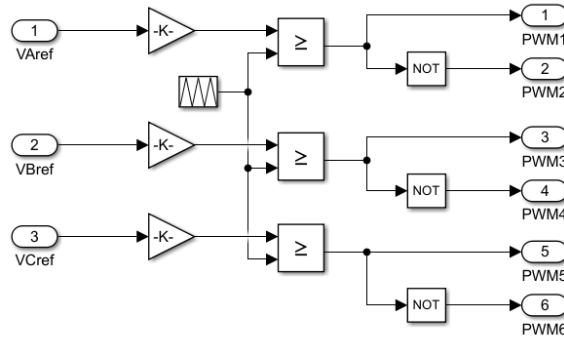 1
VAref
-K-
≥
1
PWM1
NOT
2
PWM2
2
VBref
-K-
≥
3
PWM3
NOT
4
PWM4
3
VCref
-K-
≥
5
PWM5
NOT
6
PWM6